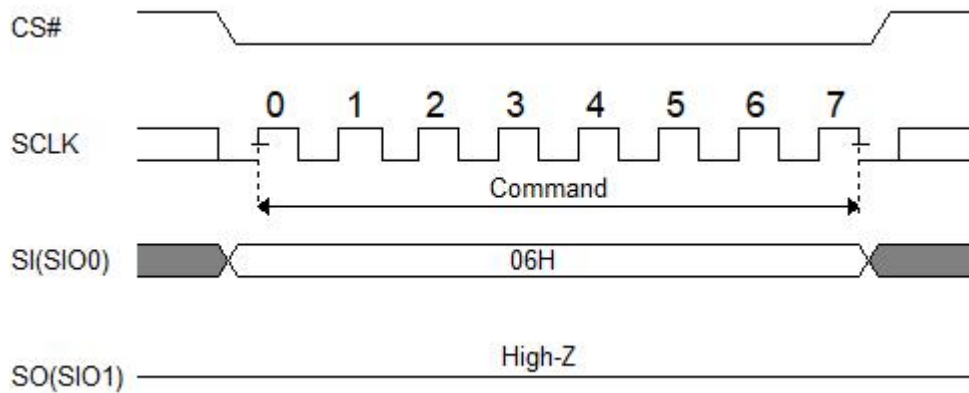 CS#
0 1 2 3 4 5 6 7
SCLK
Command
SI(SIO0) 06H
High-Z
SO(SIO1)